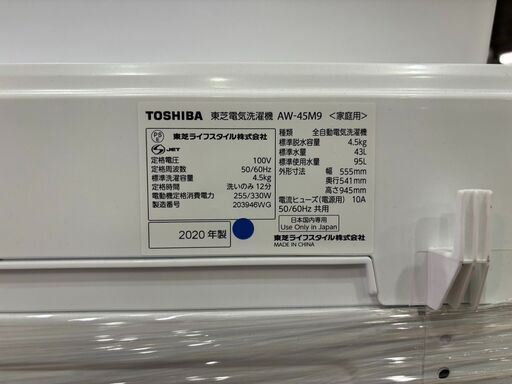 TOSHIBA 東芝電気洗濯機 AW-45M9 <家庭用>
PS
E
JET
東芝ライフスタイル株式会社
定格電圧 100V
定格周波数 50/60Hz
標準洗濯容量 4.5kg
定格時間 洗いのみ 12分
電動機定格消費電力 255/330W
製造番号 203946WG
2020年製
種類 全自動電気洗濯機
標準脱水容量 4.5kg
標準水量 43L
標準使用水量 95L
外形寸法 幅 555mm
奥行541mm
高さ945mm
電流ヒューズ(電源用) 10A
50/60Hz 共用
日本国内専用
Use Only in Japan
東芝ライフスタイル株式会社
MADE IN CHINA